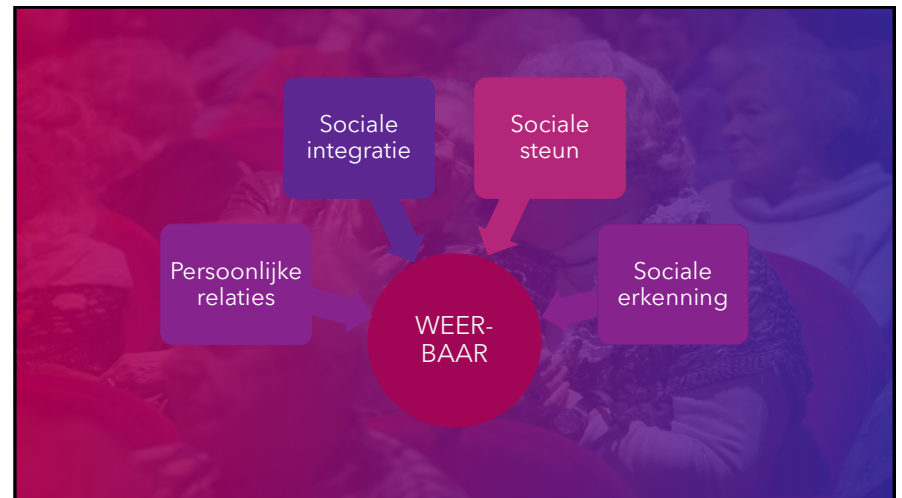 Sociale
integratie
Sociale
steun
Persoonlijke
relaties
Sociale
erkenning
WEER-
BAAR